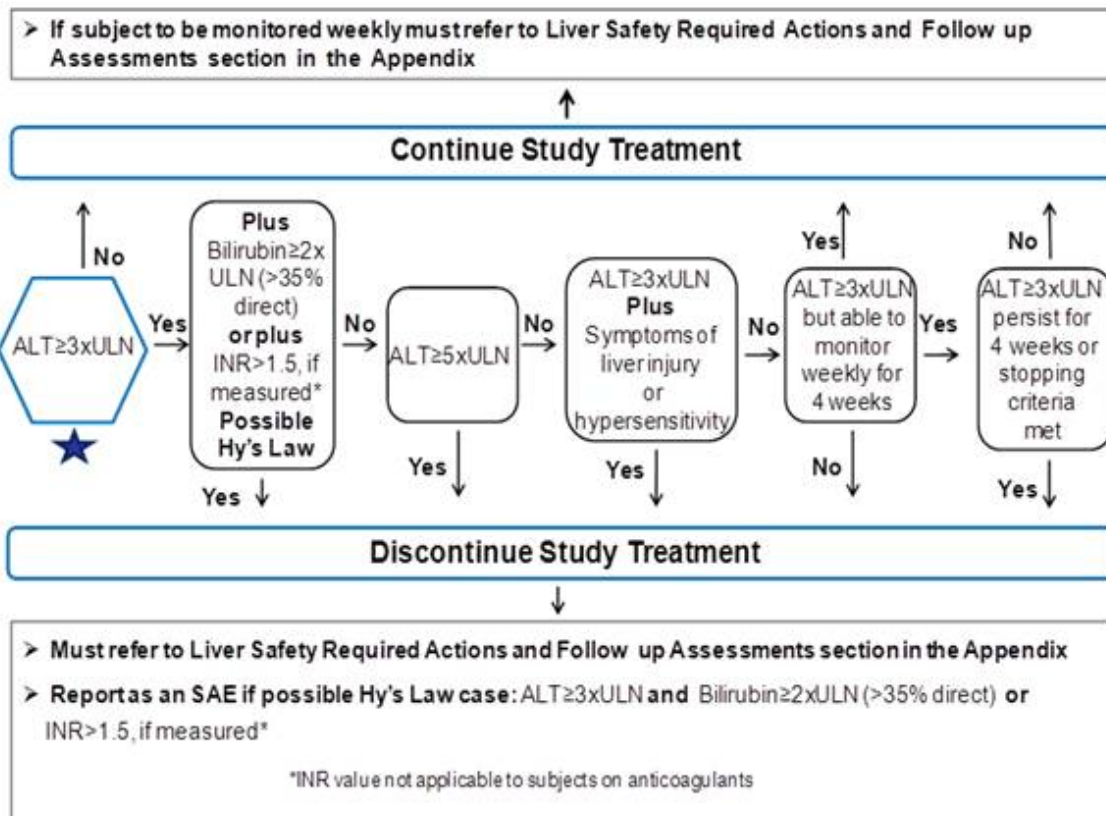 ➤ If subject to be monitored weekly must refer to Liver Safety Required Actions and Follow up
Assessments section in the Appendix
Continue Study Treatment
No
ALT≥3xULN
Yes
Plus
Bilirubin≥2x
ULN (>35%
direct)
or plus
INR>1.5, if
measured*
Possible
Hy's Law
Yes
No
ALT≥5xULN
Yes
No
ALT≥3xULN
Plus
Symptoms of
liver injury
or
hypersensitivity
Yes
No
Yes
ALT≥3xULN
but able to
monitor
weekly for
4 weeks
No
Yes
No
ALT≥3xULN
persist for
4 weeks or
stopping
criteria
met
Yes
Discontinue Study Treatment
➤ Must refer to Liver Safety Required Actions and Follow up Assessments section in the Appendix
➤ Report as an SAE if possible Hy's Law case: ALT≥3xULN and Bilirubin≥2xULN (>35% direct) or
INR>1.5, if measured*
*INR value not applicable to subjects on anticoagulants